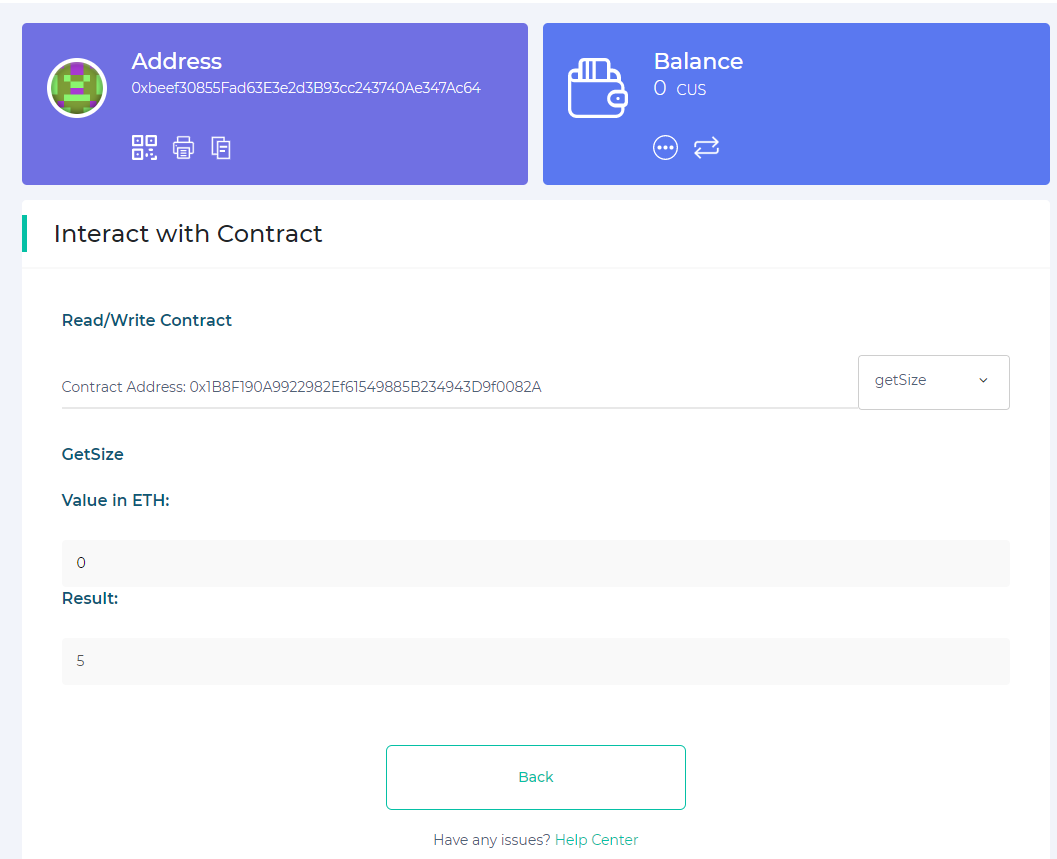 Address
0xbeef30855Fad63E3e2d3B93cc243740Ae347Ac64
Balance
0 CUS
Interact with Contract
Read/Write Contract
Contract Address: 0x1B8F190A9922982Ef61549885B234943D9f0082A
getSize
GetSize
Value in ETH:
0
Result:
5
Back
Have any issues? Help Center